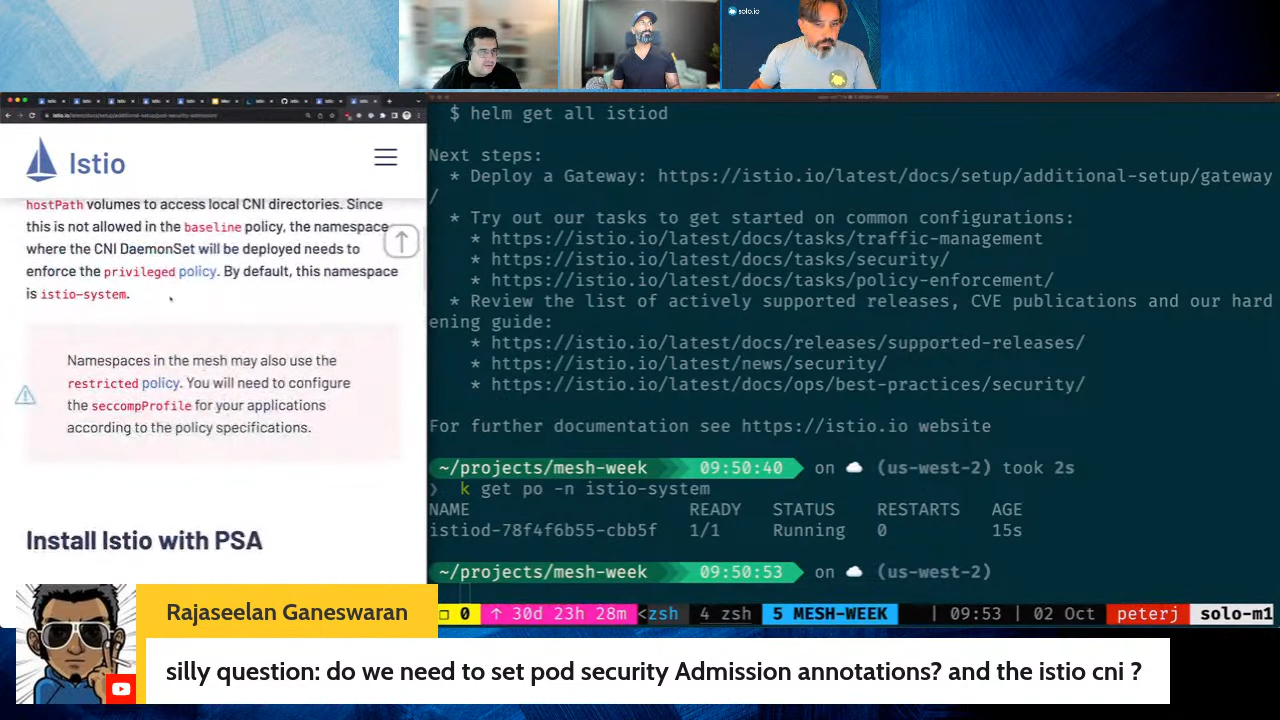 solo.io
istio.io/latest/docs/setup/additional-setup/pod-security-admission/
Istio
hostPath volumes to access local CNI directories. Since
this is not allowed in the baseline policy, the namespace
where the CNI DaemonSet will be deployed needs to
enforce the privileged policy. By default, this namespace
is istio-system.
Namespaces in the mesh may also use the
restricted policy. You will need to configure
the seccompProfile for your applications
according to the policy specifications.
Install Istio with PSA
$ helm get all istiod
Next steps:
* Deploy a Gateway: https://istio.io/latest/docs/setup/additional-setup/gateway
/
* Try out our tasks to get started on common configurations:
* https://istio.io/latest/docs/tasks/traffic-management
* https://istio.io/latest/docs/tasks/security/
* https://istio.io/latest/docs/tasks/policy-enforcement/
* Review the list of actively supported releases, CVE publications and our hard
ening guide:
* https://istio.io/latest/docs/releases/supported-releases/
* https://istio.io/latest/news/security/
* https://istio.io/latest/docs/ops/best-practices/security/
For further documentation see https://istio.io website
~/projects/mesh-week 09:50:40 on (us-west-2) took 2s
❯ k get po -n istio-system
NAME READY STATUS RESTARTS AGE
istiod-78f4f6b55-cbb5f 1/1 Running 0 15s
~/projects/mesh-week 09:50:53 on (us-west-2)
❐ 0 ↑ 30d 23h 28m <zsh 4 zsh 5 MESH-WEEK | 09:53 | 02 Oct peterj solo-m1
Rajaseelan Ganeswaran
silly question: do we need to set pod security Admission annotations? and the istio cni ?